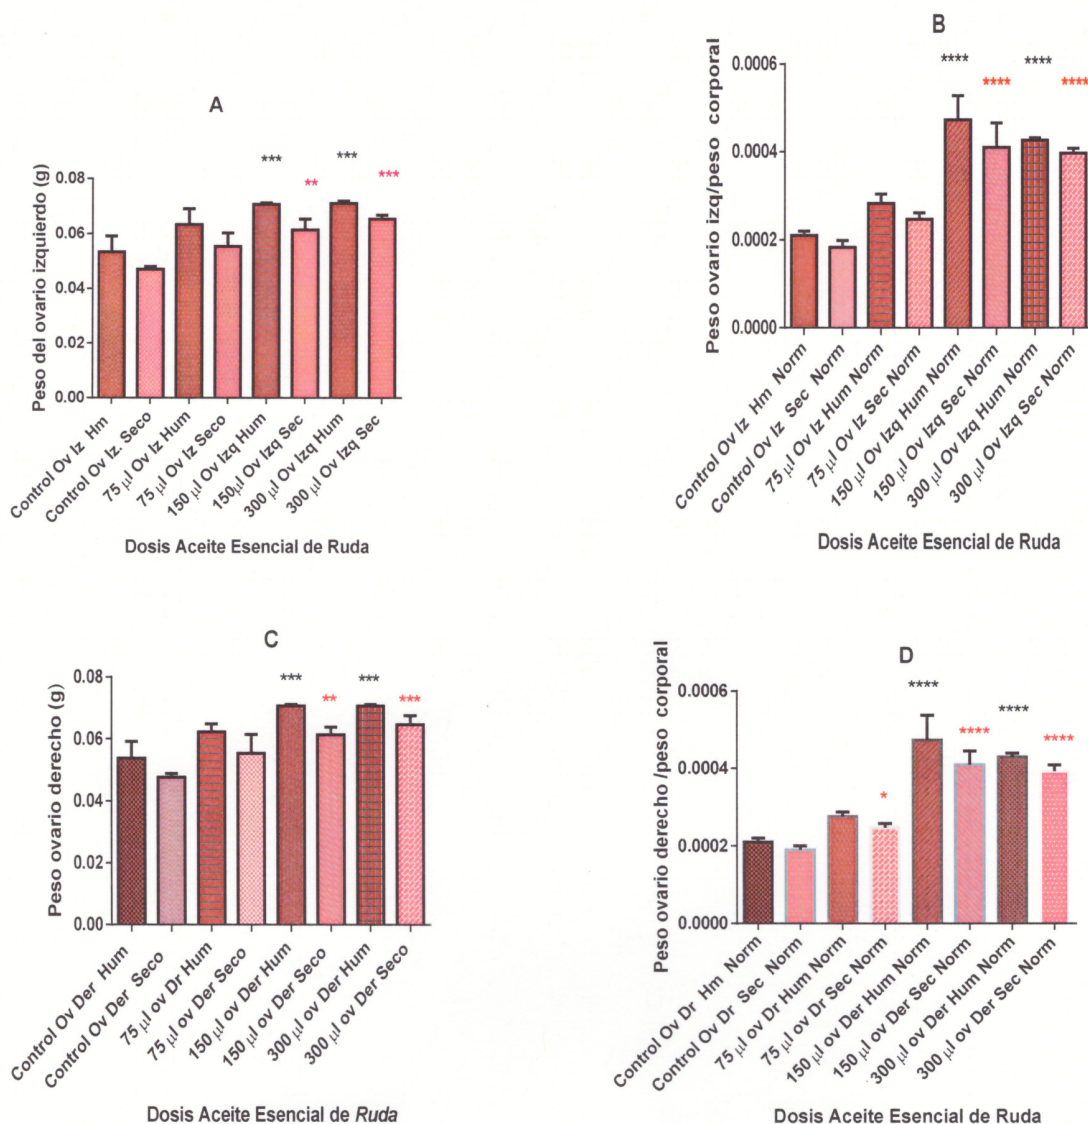 A
Peso del ovario izquierdo (g)
0.08
0.06
0.04
0.02
0.00
***
**
***
***
Control Ov Iz Hm
Control Ov Iz. Seco
75 µl Ov Iz Hum
75 µl Ov Iz Seco
150 µl Ov Izq Hum
150µl Ov Izq Sec
300 µl Ov Izq Hum
300 µl Ov Izq Sec
Dosis Aceite Esencial de Ruda
B
Peso ovario izq/peso corporal
0.0006
0.0004
0.0002
0.0000
****
****
****
****
Control Ov Iz Hm Norm
Control Ov Iz Sec Norm
75 µl Ov Iz Hum Norm
75 µl Ov Iz Sec Norm
150 µl Ov Izq Hum Norm
150 µl Ov Izq Sec Norm
300 µl Ov Izq Hum Norm
300 µl Ov Izq Sec Norm
Dosis Aceite Esencial de Ruda
C
Peso ovario derecho (g)
0.08
0.06
0.04
0.02
0.00
***
**
***
***
Control Ov Der Hum
Control Ov Der Seco
75 µl ov Dr Hum
75 µl ov Der Seco
150 µl ov Der Hum
150 µl ov Der Seco
300 µl ov Der Hum
300 µl ov Der Seco
Dosis Aceite Esencial de Ruda
D
Peso ovario derecho /peso corporal
0.0006
0.0004
0.0002
0.0000
*
****
****
****
****
Control Ov Dr Hm Norm
Control Ov Dr Sec Norm
75 µl ov Dr Hum Norm
75 µl ov Dr Sec Norm
150 µl ov Der Hum Norm
150 µl ov Der Sec Norm
300 µl ov Der Hum Norm
300 µl ov Der Sec Norm
Dosis Aceite Esencial de Ruda